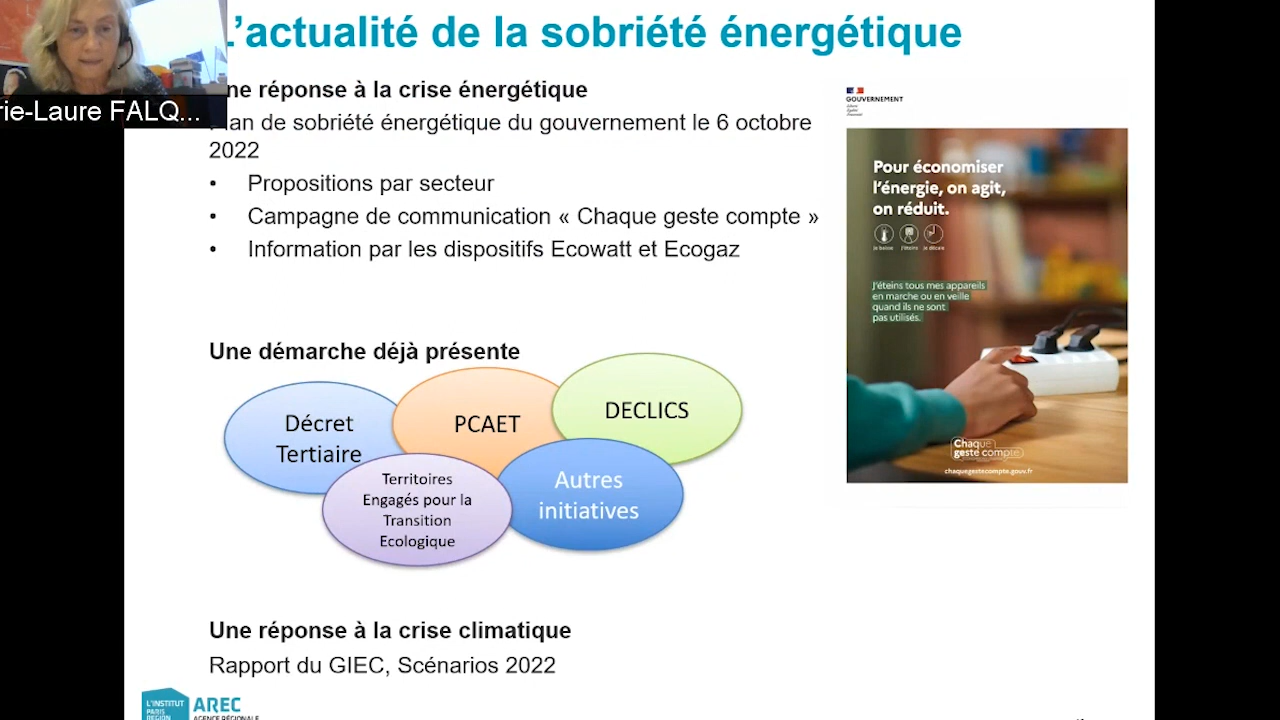 L’actualité de la sobriété énergétique
Une réponse à la crise énergétique
rie-Laure FALQ...
Plan de sobriété énergétique du gouvernement le 6 octobre
2022
• Propositions par secteur
• Campagne de communication « Chaque geste compte »
• Information par les dispositifs Ecowatt et Ecogaz
GOUVERNEMENT
Pour économiser
l’énergie, on agit,
on réduit.
Je baisse J’éteins Je décale
J’éteins tous mes appareils
en marche ou en veille
quand ils ne sont
pas utilisés.
Chaque
geste compte
chaquegestecompte.gouv.fr
Une démarche déjà présente
Décret
Tertiaire
PCAET
DECLICS
Territoires
Engagés pour la
Transition
Ecologique
Autres
initiatives
Une réponse à la crise climatique
Rapport du GIEC, Scénarios 2022
L’INSTITUT
PARIS
REGION
AREC
AGENCE RÉGIONALE